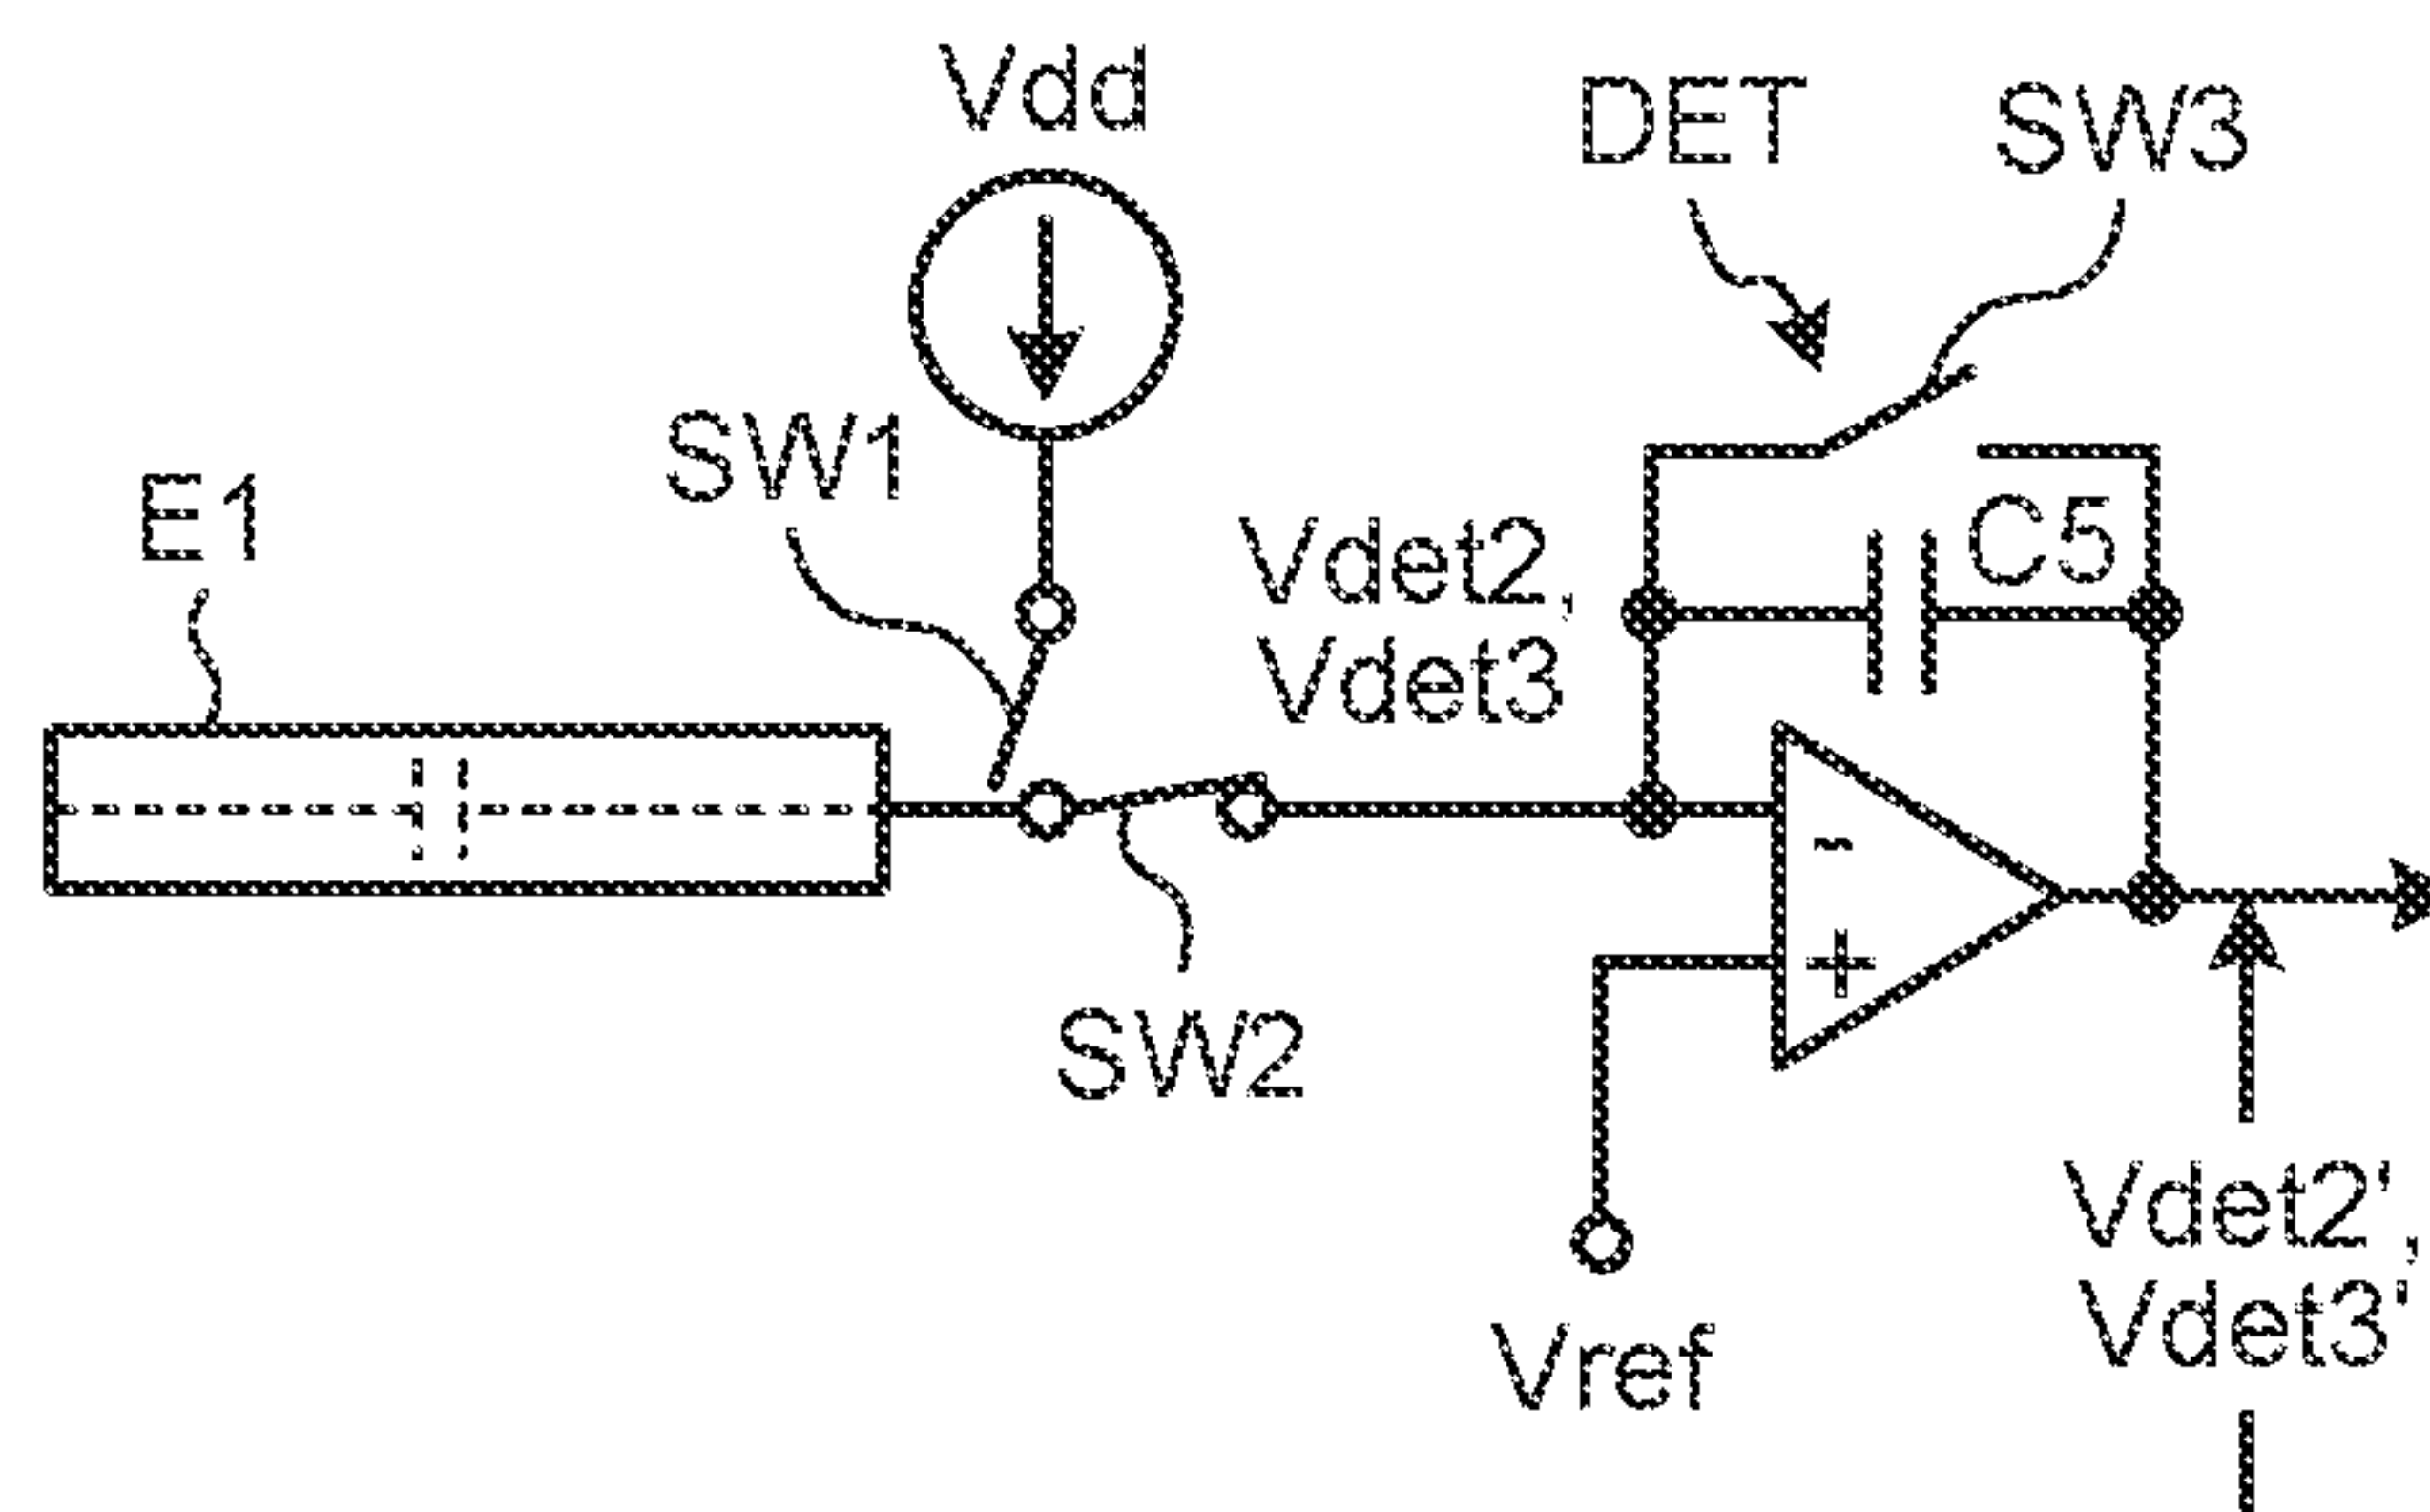 Vdd
DET
SW3
SW1
E1
Vdet2,
Vdet3
C5
-
+
SW2
Vref
Vdet2',
Vdet3'